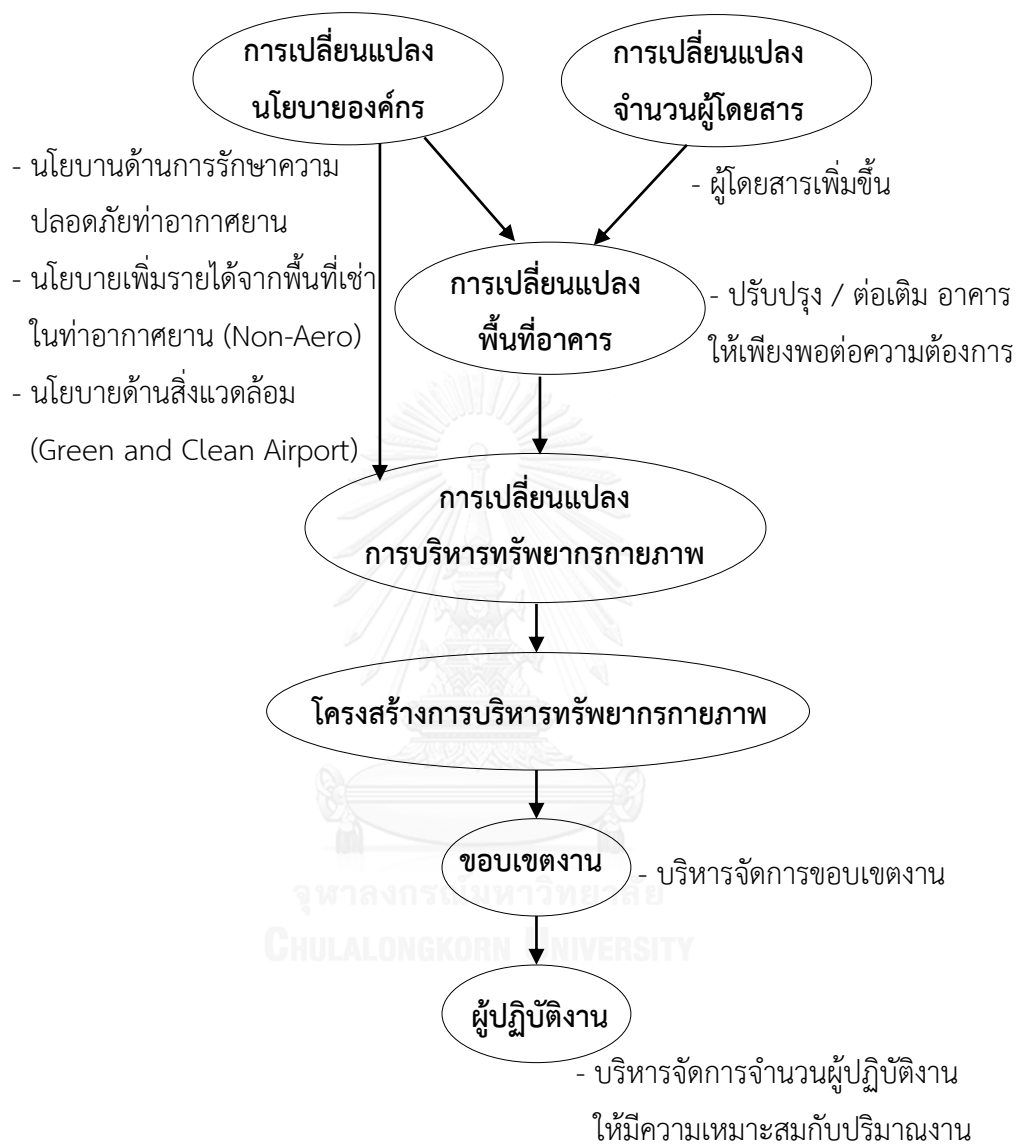 การเปลี่ยนแปลง
นโยบายองค์กร
การเปลี่ยนแปลง
จำนวนผู้โดยสาร
- นโยบานด้านการรักษาความ
ปลอดภัยท่าอากาศยาน
- นโยบายเพิ่มรายได้จากพื้นที่เช่า
ในท่าอากาศยาน (Non-Aero)
- นโยบายด้านสิ่งแวดล้อม
(Green and Clean Airport)
- ผู้โดยสารเพิ่มขึ้น
การเปลี่ยนแปลง
พื้นที่อาคาร
- ปรับปรุง / ต่อเติม อาคาร
ให้เพียงพอต่อความต้องการ
การเปลี่ยนแปลง
การบริหารทรัพยากรกายภาพ
โครงสร้างการบริหารทรัพยากรกายภาพ
ขอบเขตงาน
- บริหารจัดการขอบเขตงาน
จุฬาลงกรณ์มหาวิทยาลัย
CHULALONGKORN UNIVERSITY
ผู้ปฏิบัติงาน
- บริหารจัดการจำนวนผู้ปฏิบัติงาน
ให้มีความเหมาะสมกับปริมาณงาน